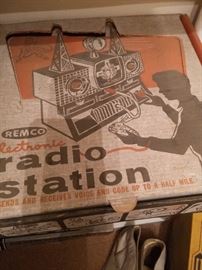 REMCO
electronic
radio
station
SENDS AND RECEIVES VOICE AND CODE UP TO A HALF MILE